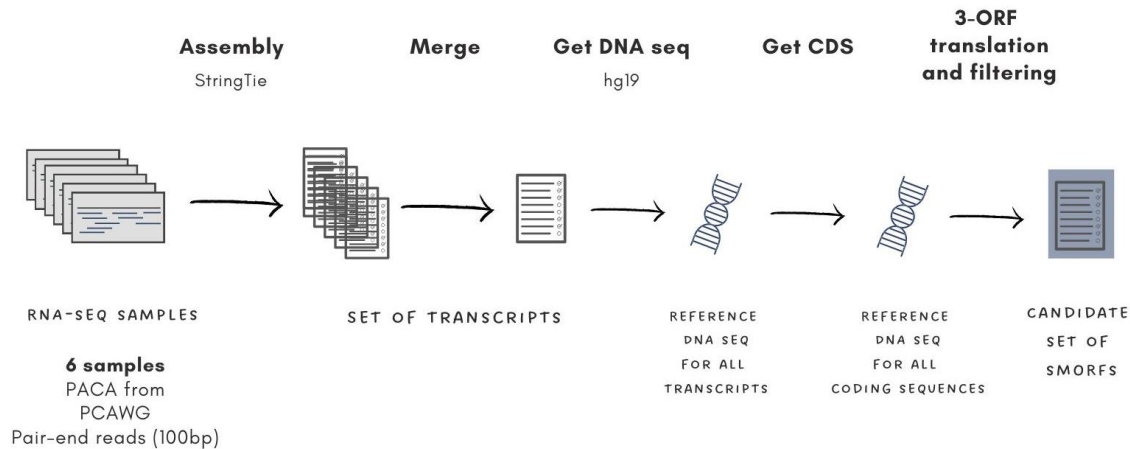 Assembly
StringTie
Merge
Get DNA seq
hg19
Get CDS
3-ORF
translation
and filtering
RNA-SEQ SAMPLES
6 samples
PACA from
PCAWG
Pair-end reads (100bp)
SET OF TRANSCRIPTS
REFERENCE
DNA SEQ
FOR ALL
TRANSCRIPTS
REFERENCE
DNA SEQ
FOR ALL
CODING SEQUENCES
CANDIDATE
SET OF
SMORFS